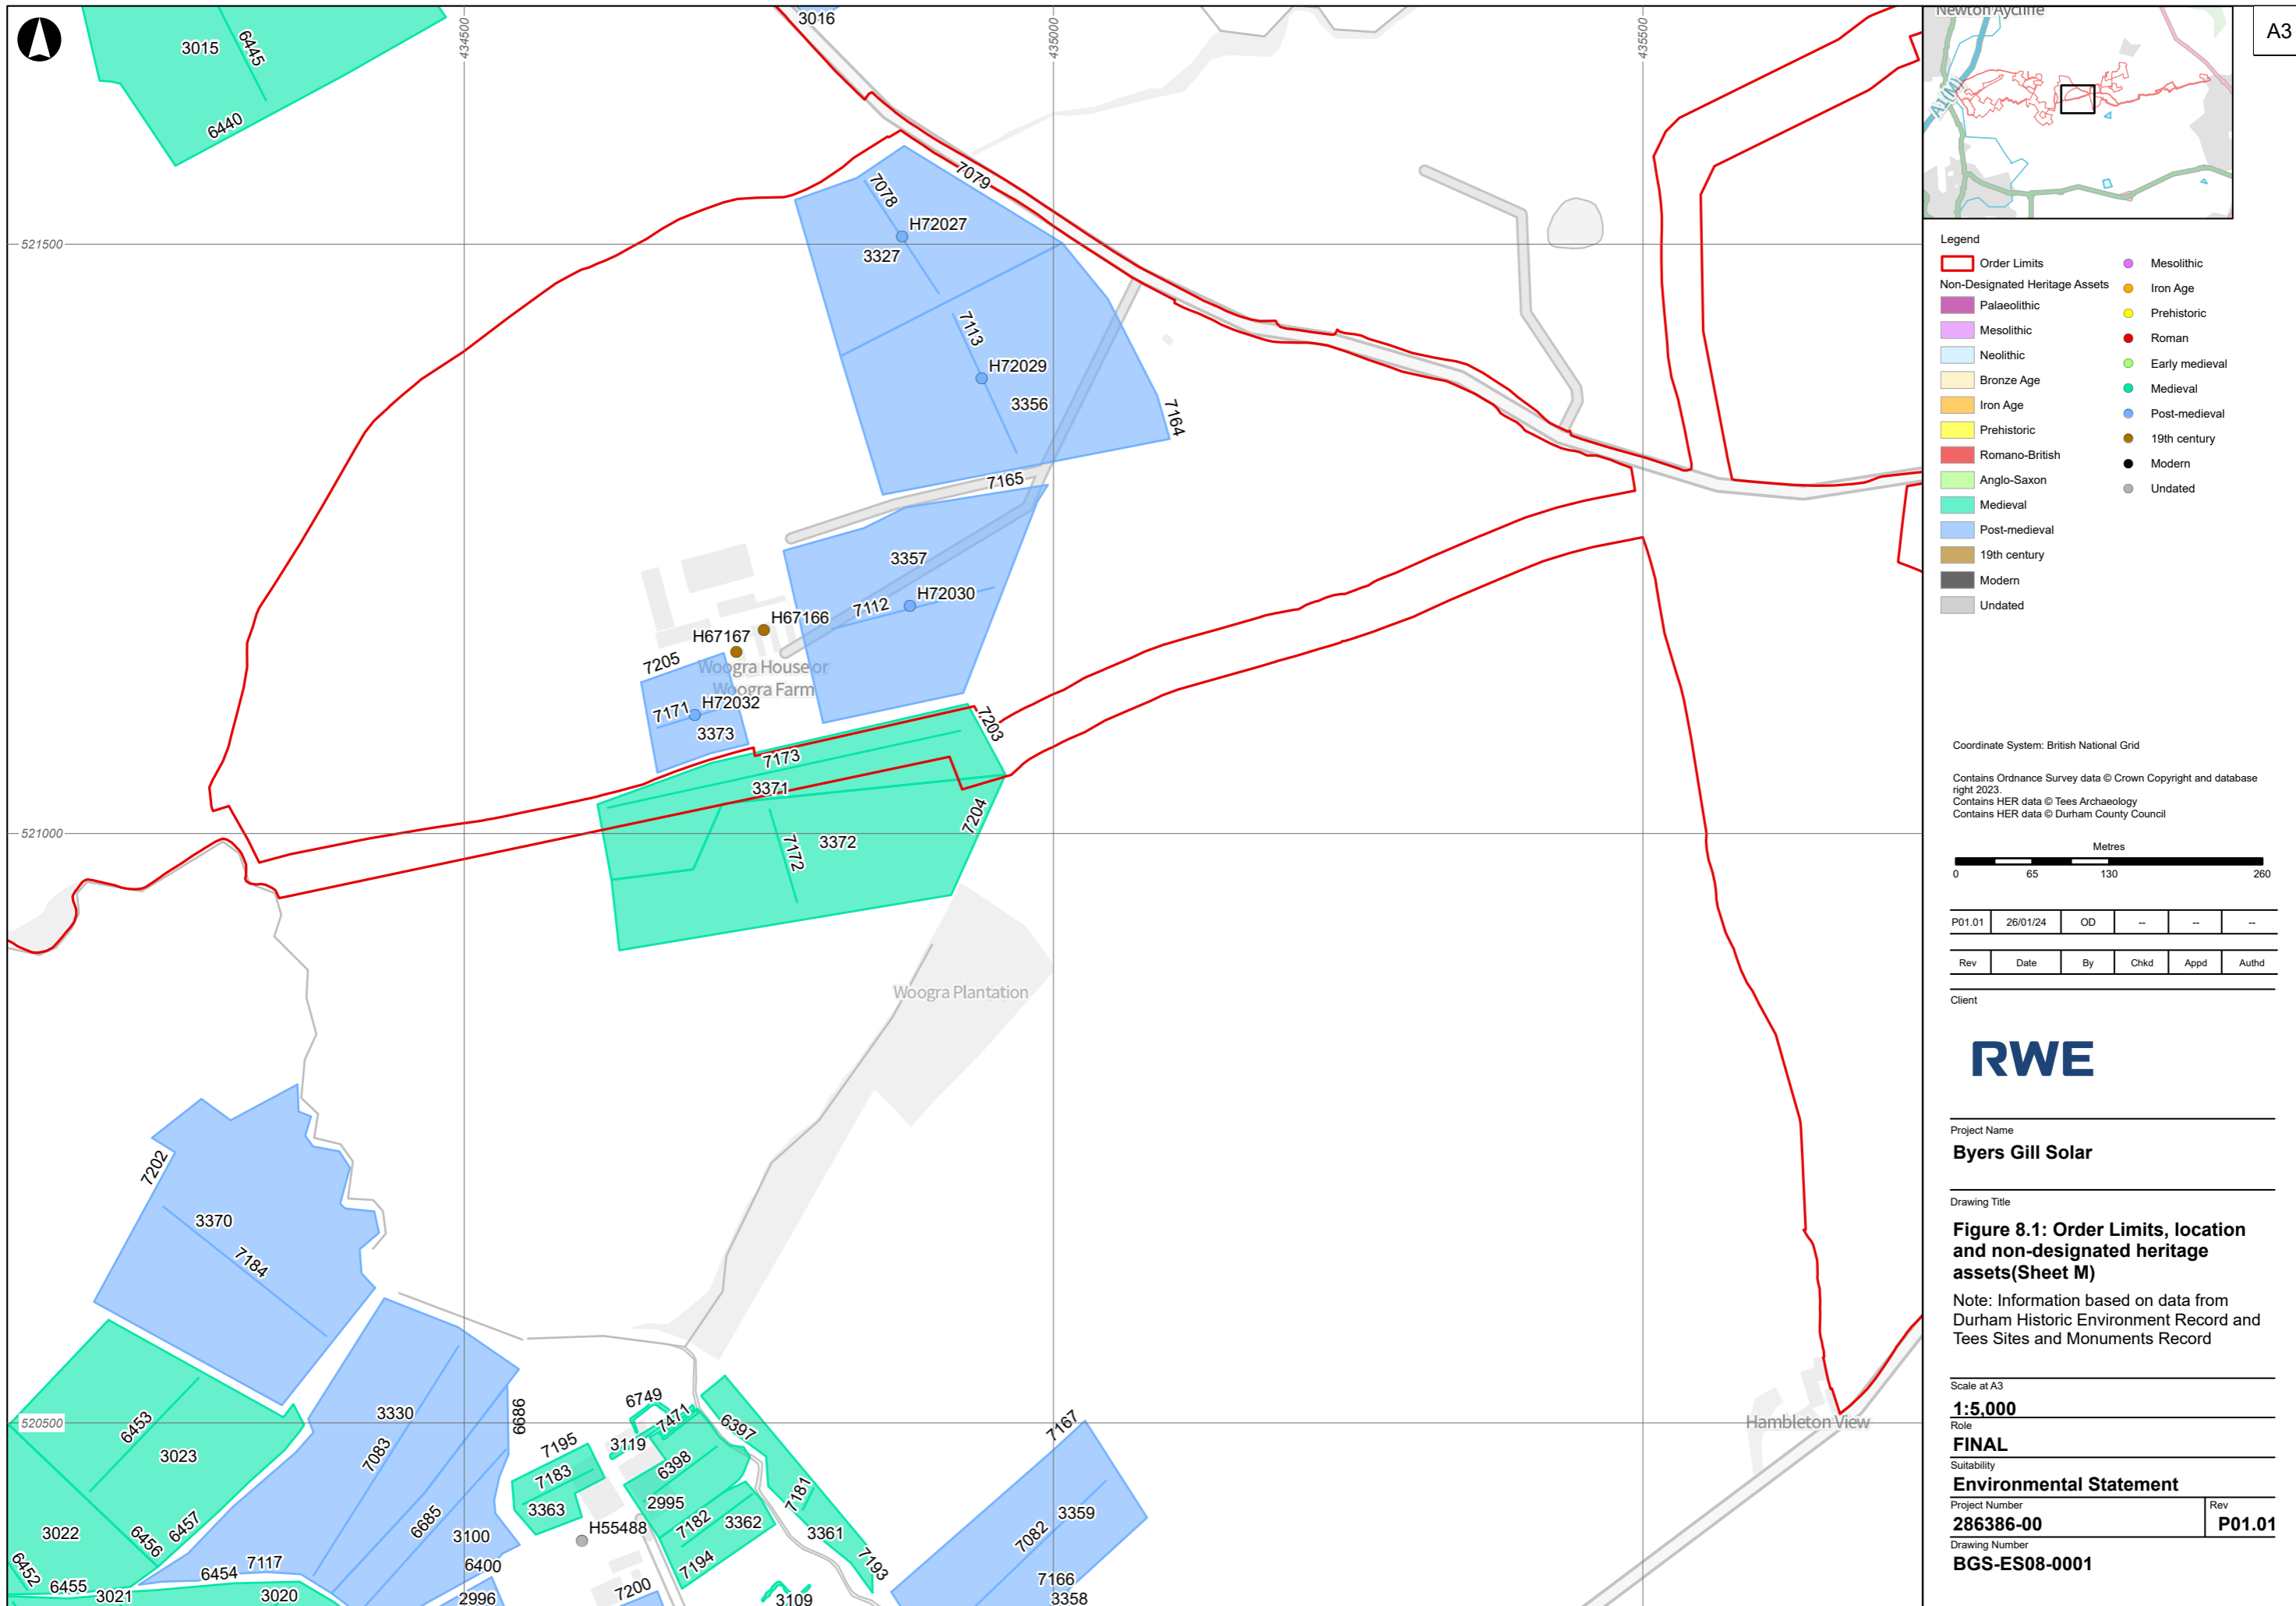 3016
434500
435000
435500
Newton Aycliffe
A1(M)
A3
3015
6445
6440
7079
7078
H72027
3327
521500
7113
H72029
3356
7164
7165
3357
H72030
7112
H67166
H67167
7205
Woogra House or
Woogra Farm
7171
H72032
3373
7203
7173
3371
7204
521000
7172
3372
Woogra Plantation
7202
3370
7184
6453
3023
3022
6456
6457
6452
6455
3021
6454
7117
3020
3330
7083
6685
6686
3100
6400
2996
7195
7183
3363
H55488
7200
6749
7471
3119
6398
2995
7182
3362
7194
6397
7181
3361
7193
3109
7167
3359
7082
7166
3358
520500
Hambleton View
Legend
Order Limits
Non-Designated Heritage Assets
Palaeolithic
Mesolithic
Neolithic
Bronze Age
Iron Age
Prehistoric
Romano-British
Anglo-Saxon
Medieval
Post-medieval
19th century
Modern
Undated
Mesolithic
Iron Age
Prehistoric
Roman
Early medieval
Medieval
Post-medieval
19th century
Modern
Undated
Coordinate System: British National Grid
Contains Ordnance Survey data © Crown Copyright and database
right 2023.
Contains HER data © Tees Archaeology
Contains HER data © Durham County Council
Metres
0 65 130 260
P01.01 26/01/24 OD -- -- --
Rev Date By Chkd Appd Authd
Client
RWE
Project Name
Byers Gill Solar
Drawing Title
Figure 8.1: Order Limits, location
and non-designated heritage
assets(Sheet M)
Note: Information based on data from
Durham Historic Environment Record and
Tees Sites and Monuments Record
Scale at A3
1:5,000
Role
FINAL
Suitability
Environmental Statement
Project Number Rev
286386-00 P01.01
Drawing Number
BGS-ES08-0001